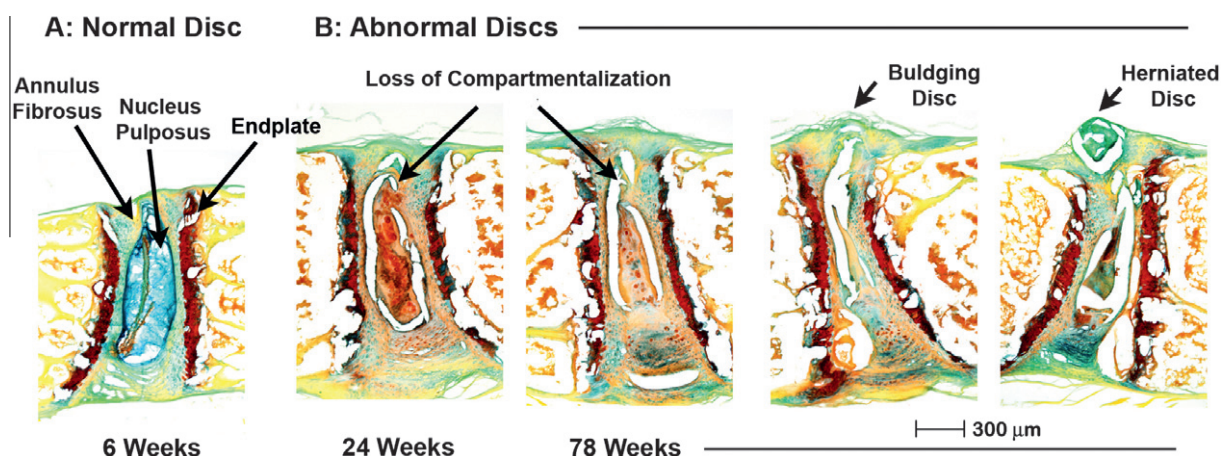 A: Normal Disc
B: Abnormal Discs
Annulus
Fibrosus
Nucleus
Pulposus
Endplate
Loss of Compartmentalization
Buldging
Disc
Herniated
Disc
300 μm
6 Weeks
24 Weeks
78 Weeks